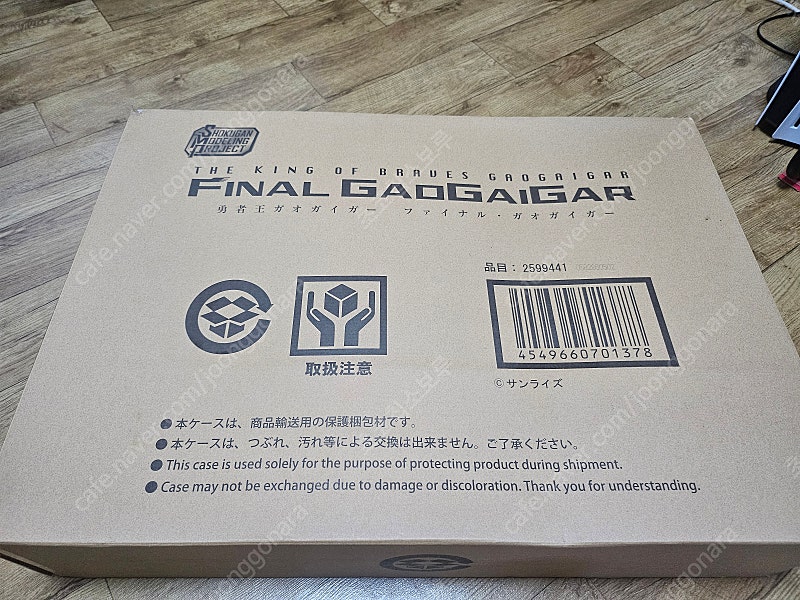 SHOKUGAN
MODELING
PROJECT
THE KING OF BRAVES GAOGAIGAR
FINAL GAOGAIGAR
勇者王ガオガイガー ファイナル・ガオガイガー
品目：2599441
4549660701378
取扱注意
©サンライズ
●本ケースは、商品輸送用の保護梱包材です。
●本ケースは、つぶれ、汚れ等による交換は出来ません。ご了承ください。
●This case is used solely for the purpose of protecting product during shipment.
●Case may not be exchanged due to damage or discoloration. Thank you for understanding.
cafe.naver.com/joonggonara